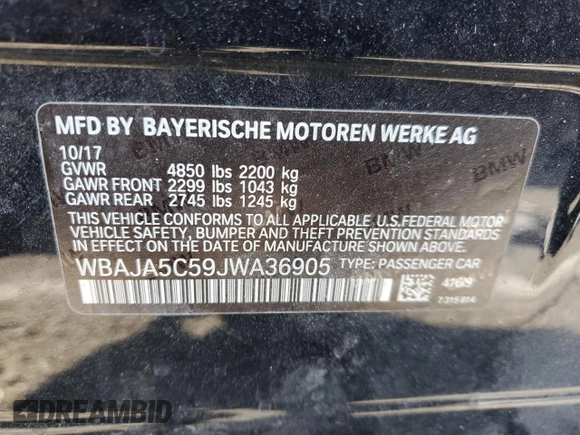 MFD BY BAYERISCHE MOTOREN WERKE AG
10/17
GVWR 4850 lbs 2200 kg
GAWR FRONT 2299 lbs 1043 kg
GAWR REAR 2745 lbs 1245 kg
THIS VEHICLE CONFORMS TO ALL APPLICABLE U.S.FEDERAL MOTOR
VEHICLE SAFETY, BUMPER AND THEFT PREVENTION STANDARDS
IN EFFECT ON THE DATE OF MANUFACTURE SHOWN ABOVE.
WBAJA5C59JWA36905 TYPE: PASSENGER CAR
7315814
BMW
DREAMBID